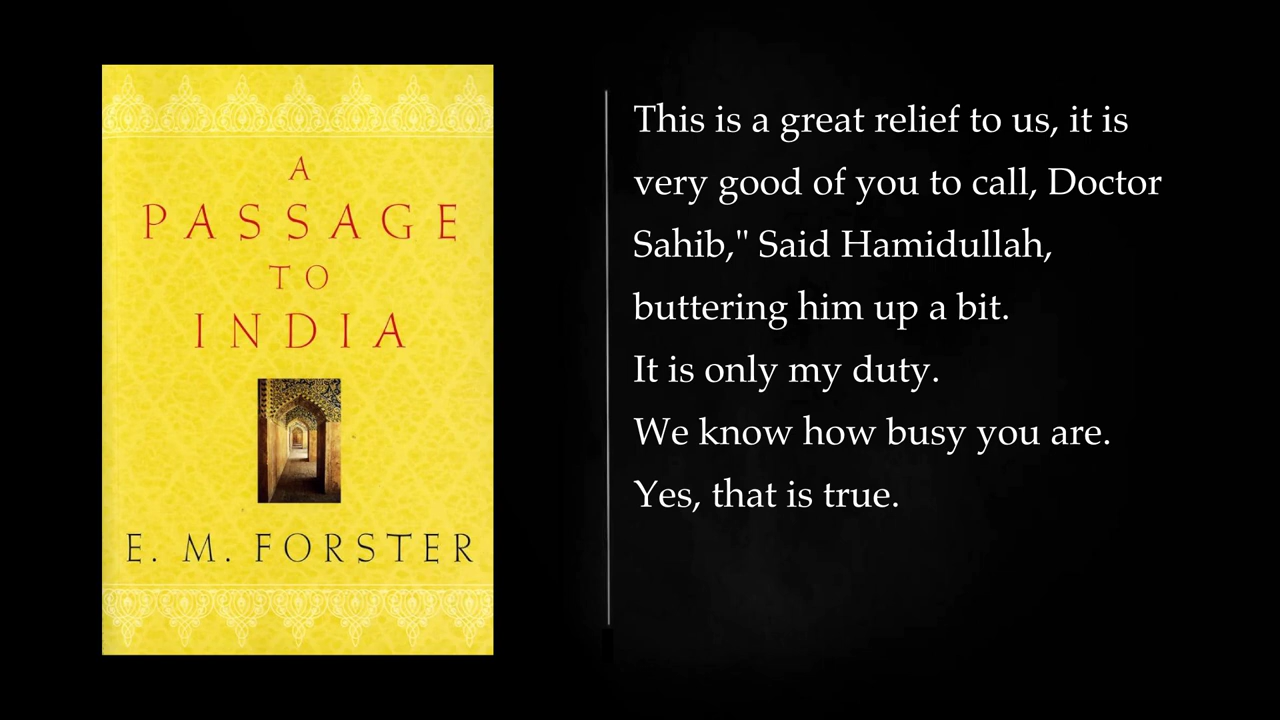 A
PASSAGE
TO
INDIA
E. M. FORSTER
This is a great relief to us, it is
very good of you to call, Doctor
Sahib," Said Hamidullah,
buttering him up a bit.
It is only my duty.
We know how busy you are.
Yes, that is true.